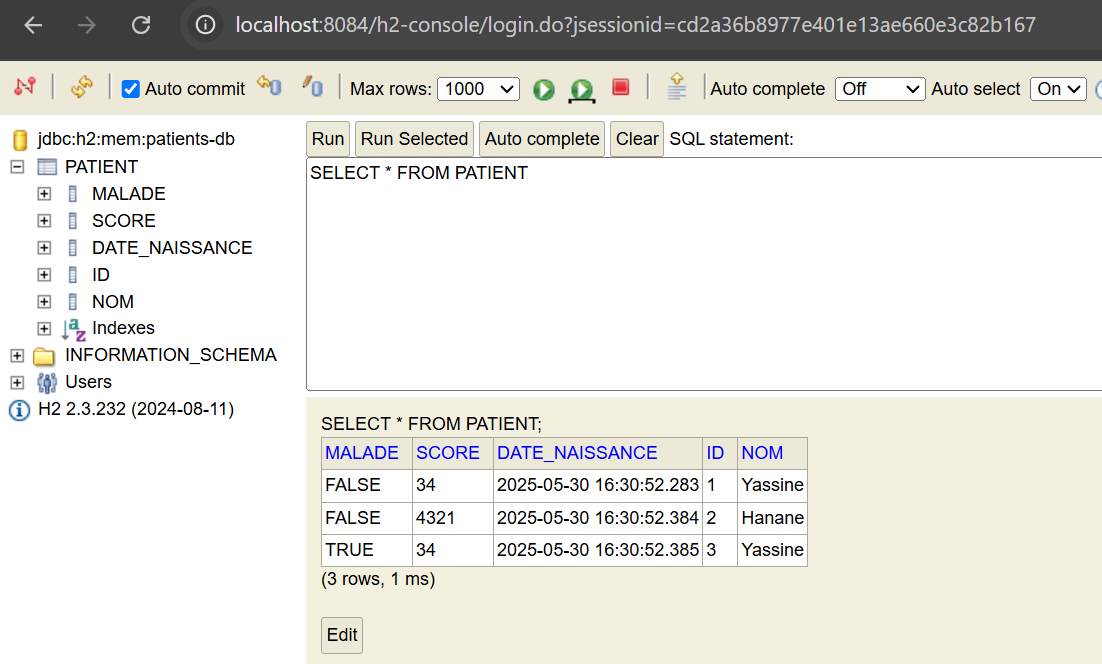 localhost:8084/h2-console/login.do?jsessionid=cd2a36b8977e401e13ae660e3c82b167
Auto commit Max rows: 1000 Auto complete Off Auto select On
jdbc:h2:mem:patients-db
PATIENT
MALADE
SCORE
DATE_NAISSANCE
ID
NOM
Indexes
INFORMATION_SCHEMA
Users
H2 2.3.232 (2024-08-11)
Run Run Selected Auto complete Clear SQL statement:
SELECT * FROM PATIENT
SELECT * FROM PATIENT;
MALADE SCORE DATE_NAISSANCE ID NOM
FALSE 34 2025-05-30 16:30:52.283 1 Yassine
FALSE 4321 2025-05-30 16:30:52.384 2 Hanane
TRUE 34 2025-05-30 16:30:52.385 3 Yassine
(3 rows, 1 ms)
Edit